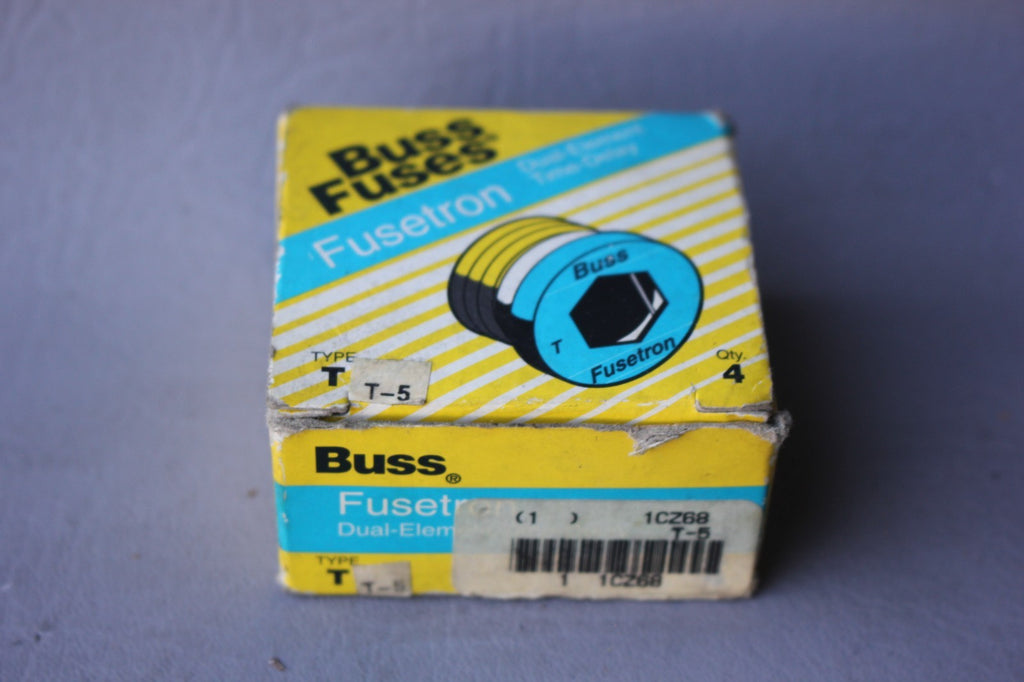 Buss
Fuses®
Fusetron
Dual-Element
Time-Delay
Buss
T
Fusetron
TYPE
T
T-5
Qty.
4
Buss®
Fusetr
Dual-Elem
TYPE
T
T-5
(1 ) 1CZ68
T-5
1 1CZ68